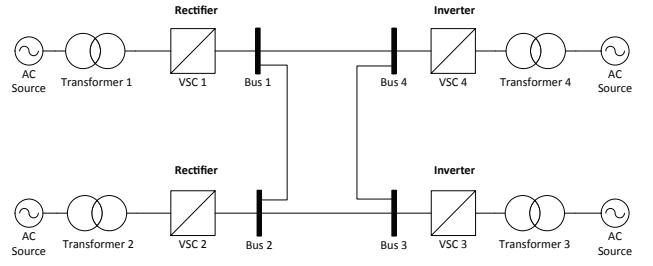 Rectifier
Inverter
AC
Source
Transformer 1
VSC 1
Bus 1
Bus 4
VSC 4
Transformer 4
AC
Source
Rectifier
Inverter
AC
Source
Transformer 2
VSC 2
Bus 2
Bus 3
VSC 3
Transformer 3
AC
Source